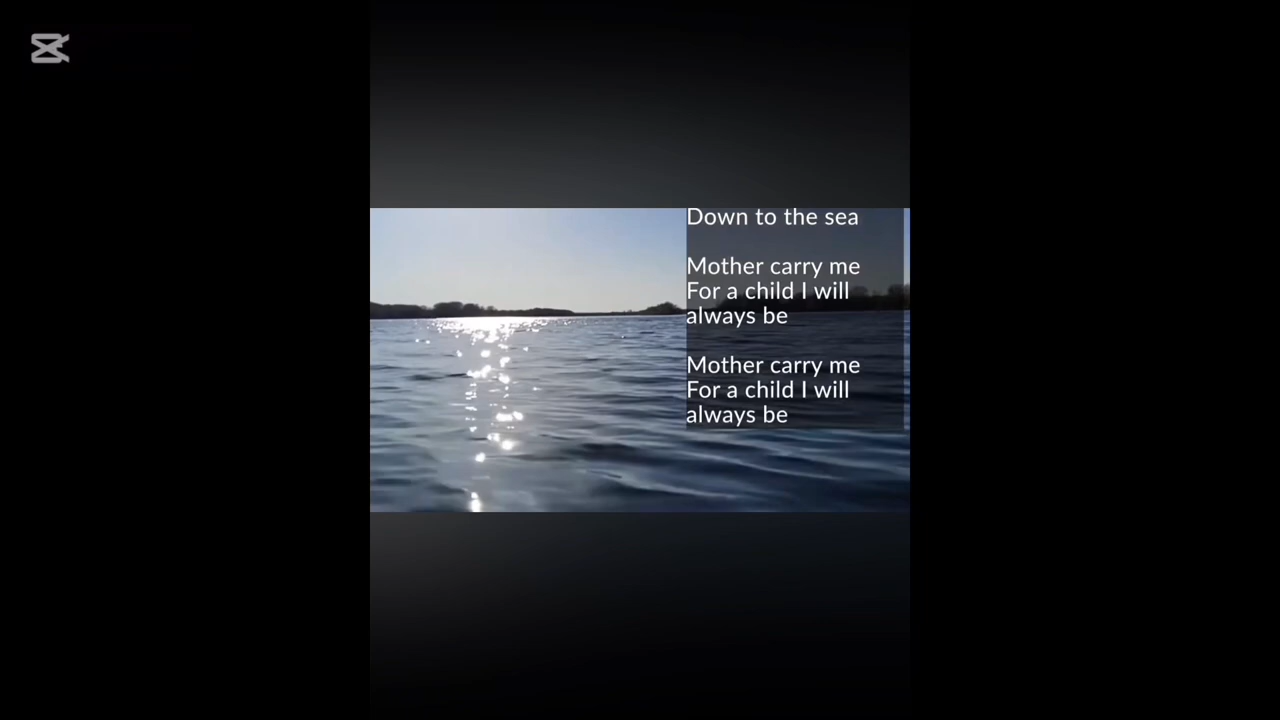 Down to the sea
Mother carry me
For a child I will
always be
Mother carry me
For a child I will
always be